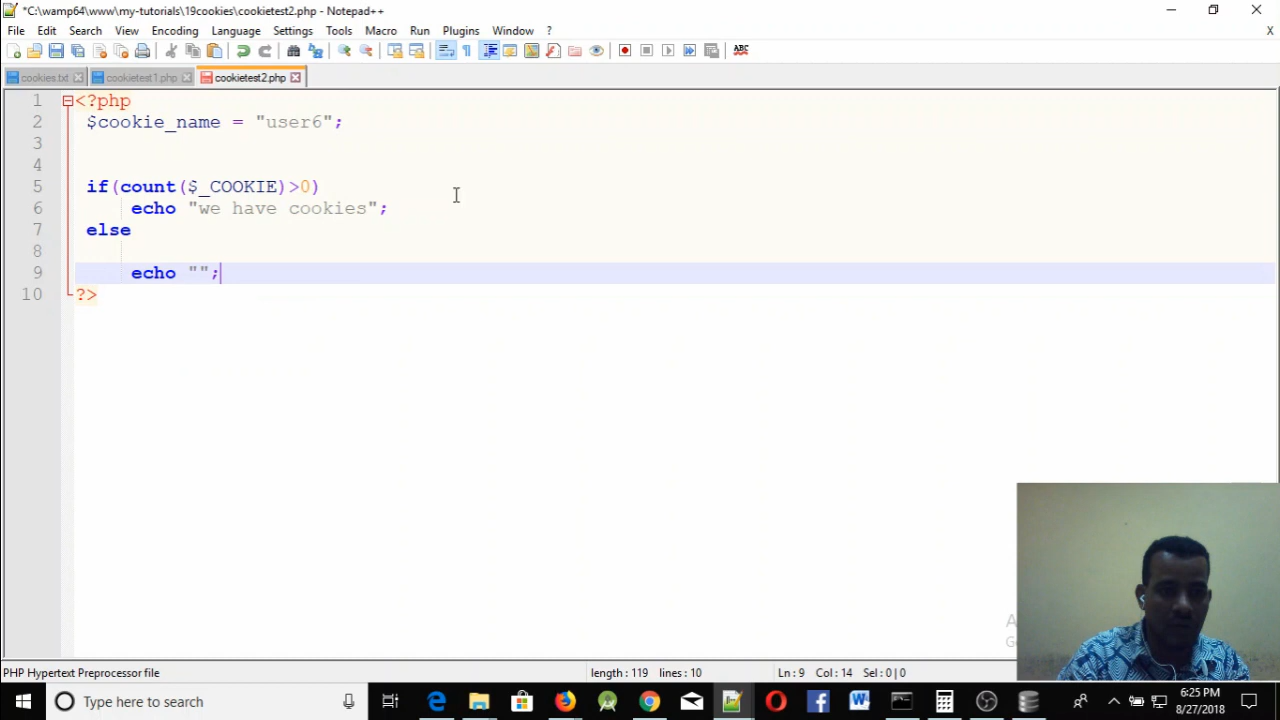 *C:\wamp64\www\my-tutorials\19cookies\cookietest2.php - Notepad++
File Edit Search View Encoding Language Settings Tools Macro Run Plugins Window ? X
cookies.txt cookietest1.php cookietest2.php
1 <?php
2 $cookie_name = "user6";
3
4
5 if(count($_COOKIE)>0)
6 echo "we have cookies";
7 else
8
9 echo "";
10 ?>
PHP Hypertext Preprocessor file length : 119 lines : 10 Ln : 9 Col : 14 Sel : 0 | 0
Type here to search
6:25 PM
8/27/2018